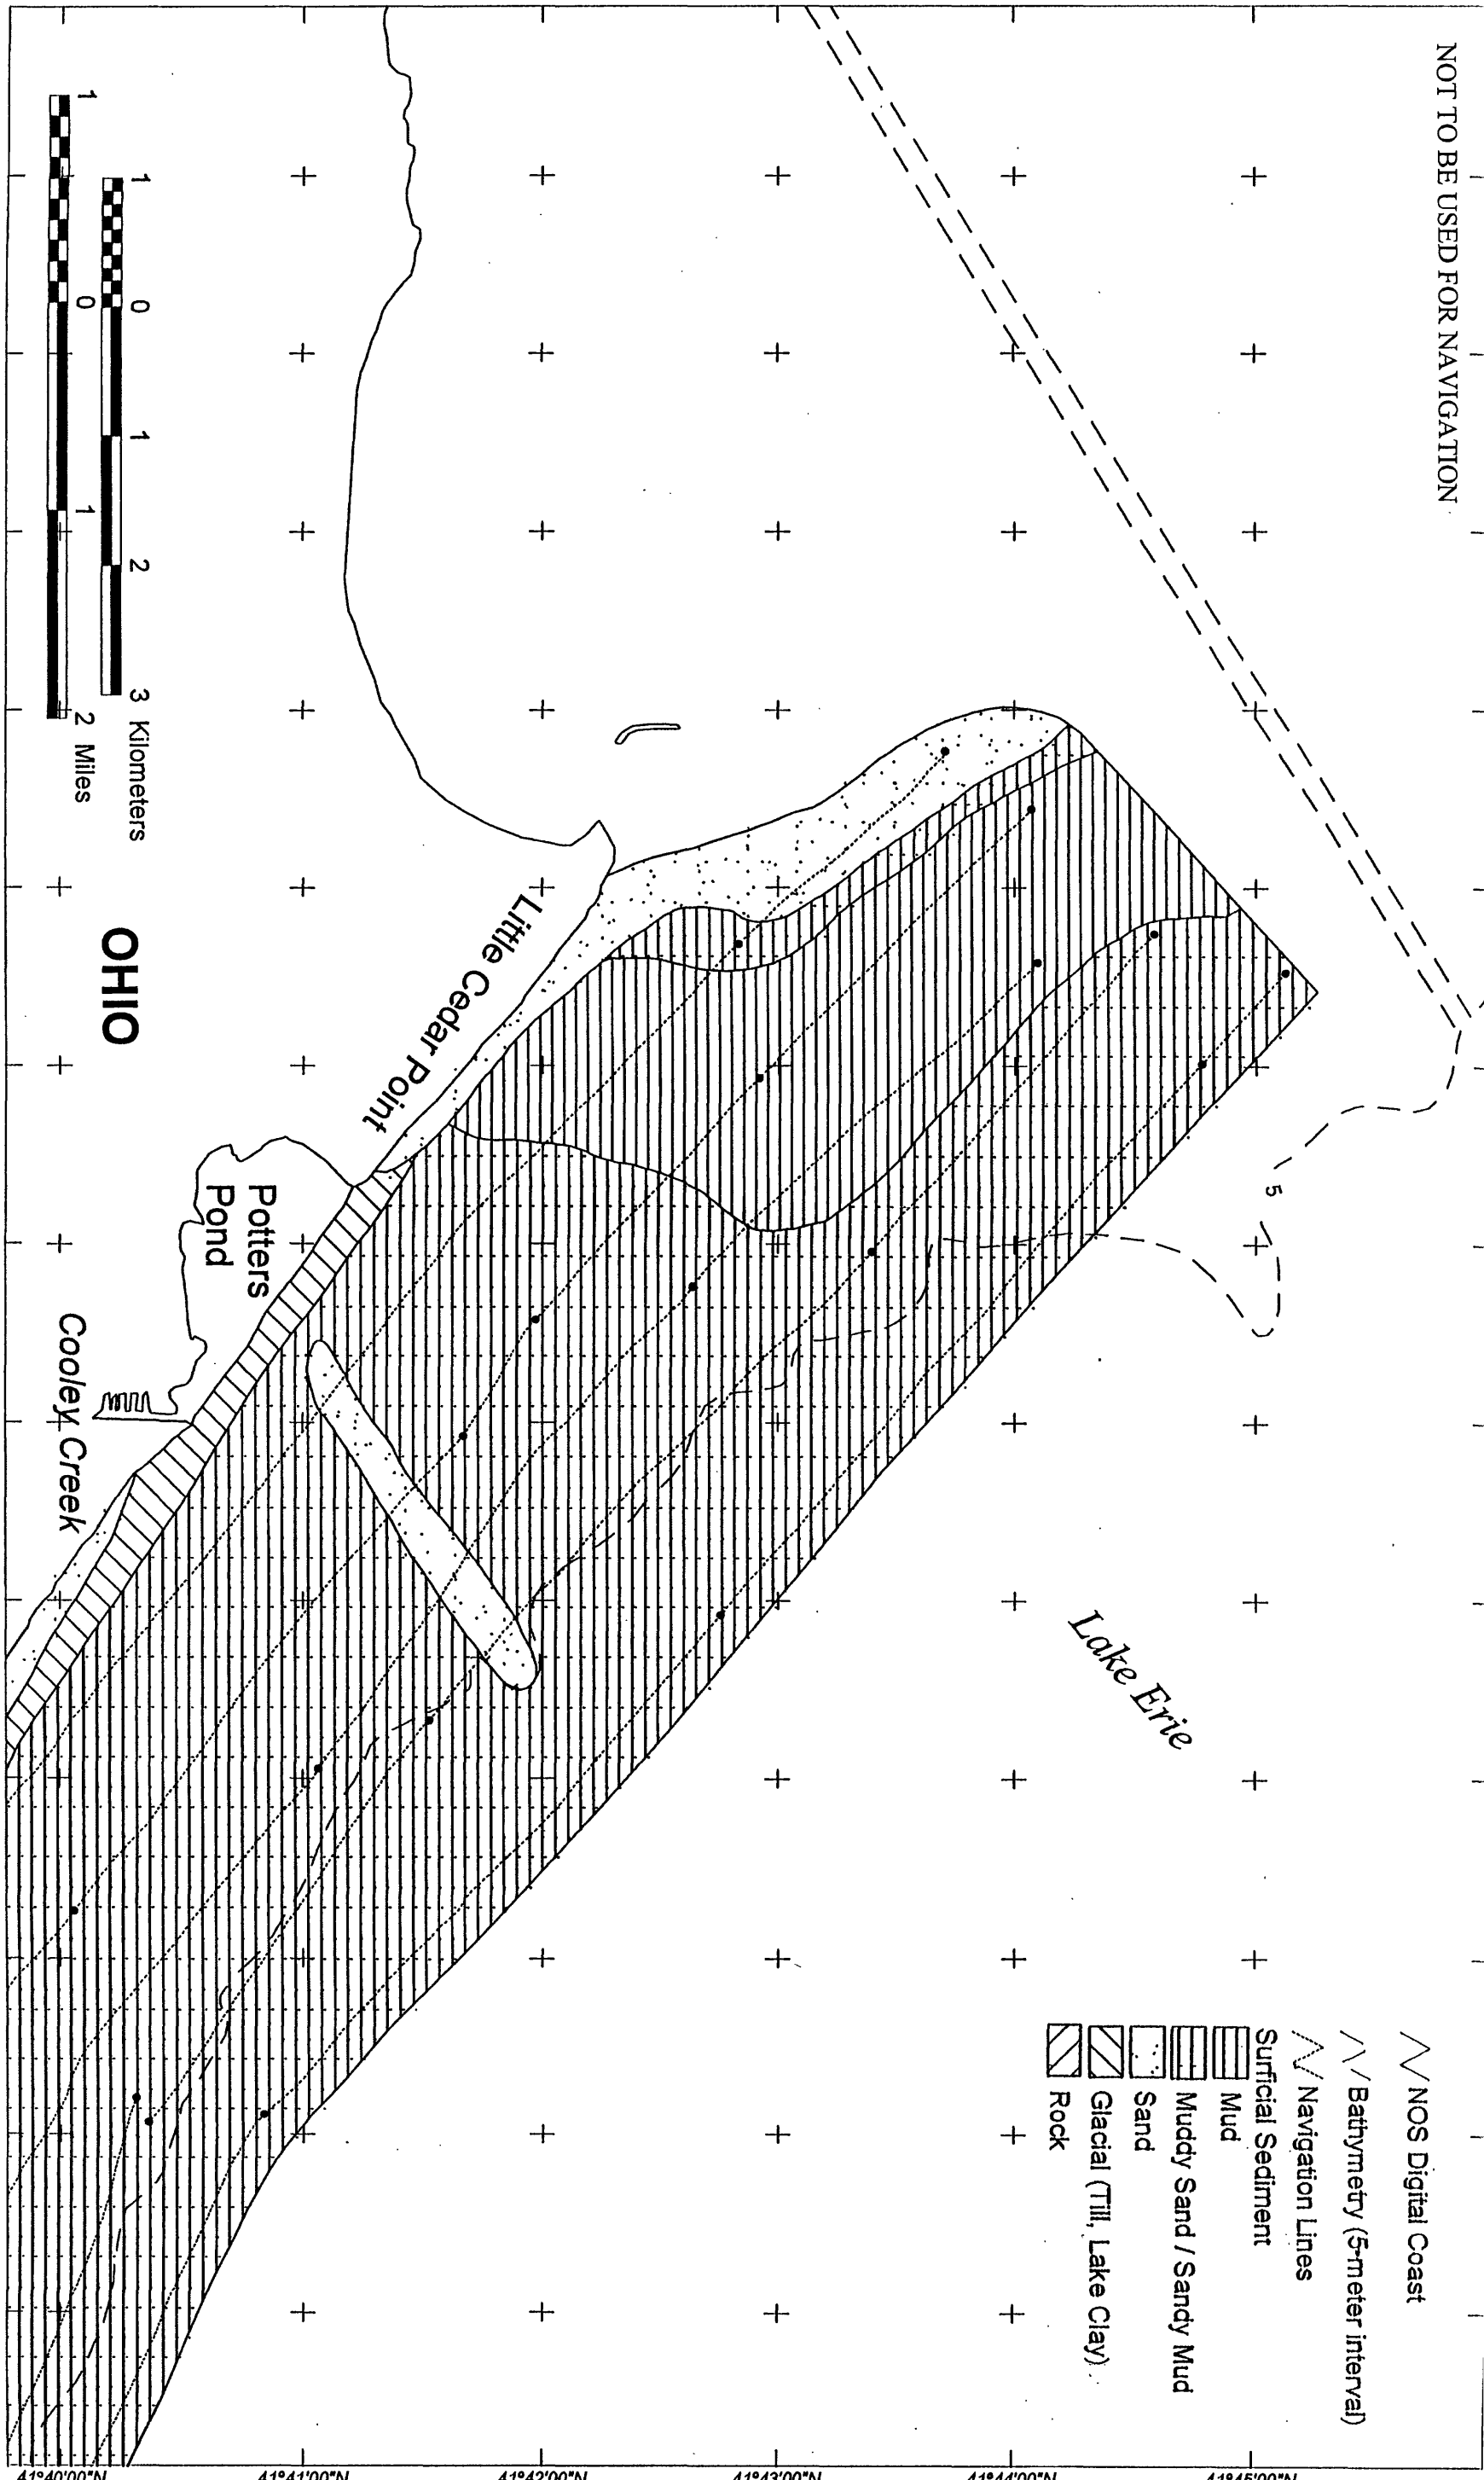 NOT TO BE USED FOR NAVIGATION
NOS Digital Coast
Bathymetry (5-meter interval)
Navigation Lines
Surficial Sediment
Mud
Muddy Sand / Sandy Mud
Sand
Glacial (Till, Lake Clay)
Rock
5
Lake Erie
Little Cedar Point
Potters
Pond
Cooley Creek
OHIO
1 0 1 2 3 Kilometers
1 0 1 2 Miles
41°40'00"N
41°41'00"N
41°42'00"N
41°43'00"N
41°44'00"N
41°45'00"N